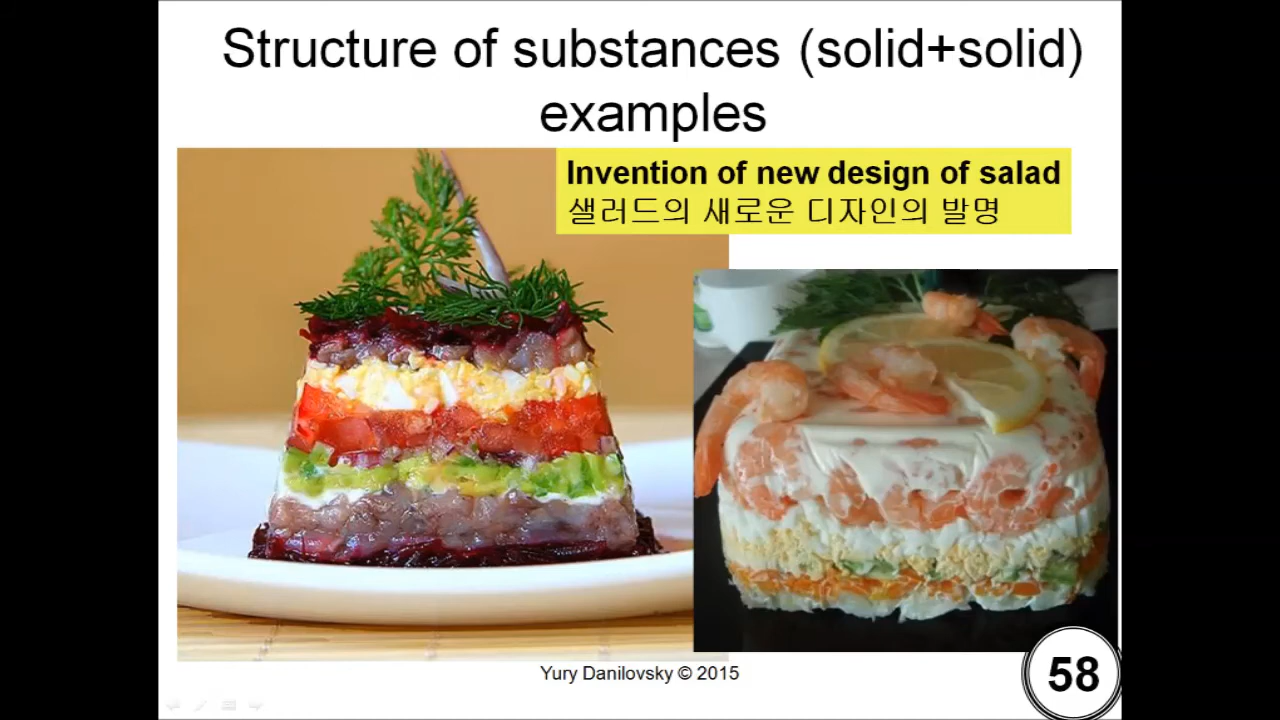 Structure of substances (solid+solid)
examples
Invention of new design of salad
샐러드의 새로운 디자인의 발명
Yury Danilovsky © 2015
58